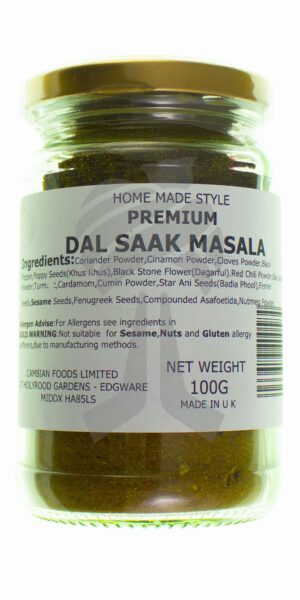 HOME MADE STYLE
PREMIUM
DAL SAAK MASALA
Ingredients:Coriander Powder,Cinamon Powder,Cloves Powder,Black
Poppy Seeds(Khus Khus),Black Stone Flower(Dagarful).Red Chili Powder
Powder,Turm ,Cardamom,Cumin Powder,Star Ani Seeds(Badia Phool),Fenne
Seeds,Sesame Seeds,Fenugreek Seeds,Compounded Asafoetida,Nutmeg Powder
Allergen Advise:For Allergens see ingredients in
BOLD.WARNING:Not suitable for Sesame,Nuts and Gluten allergy
sufferers,due to manufacturing methods.
CAMBIAN FOODS LIMITED
HOLYROOD GARDENS - EDGWARE
MIDDX HA85LS
NET WEIGHT
100G
MADE IN U K